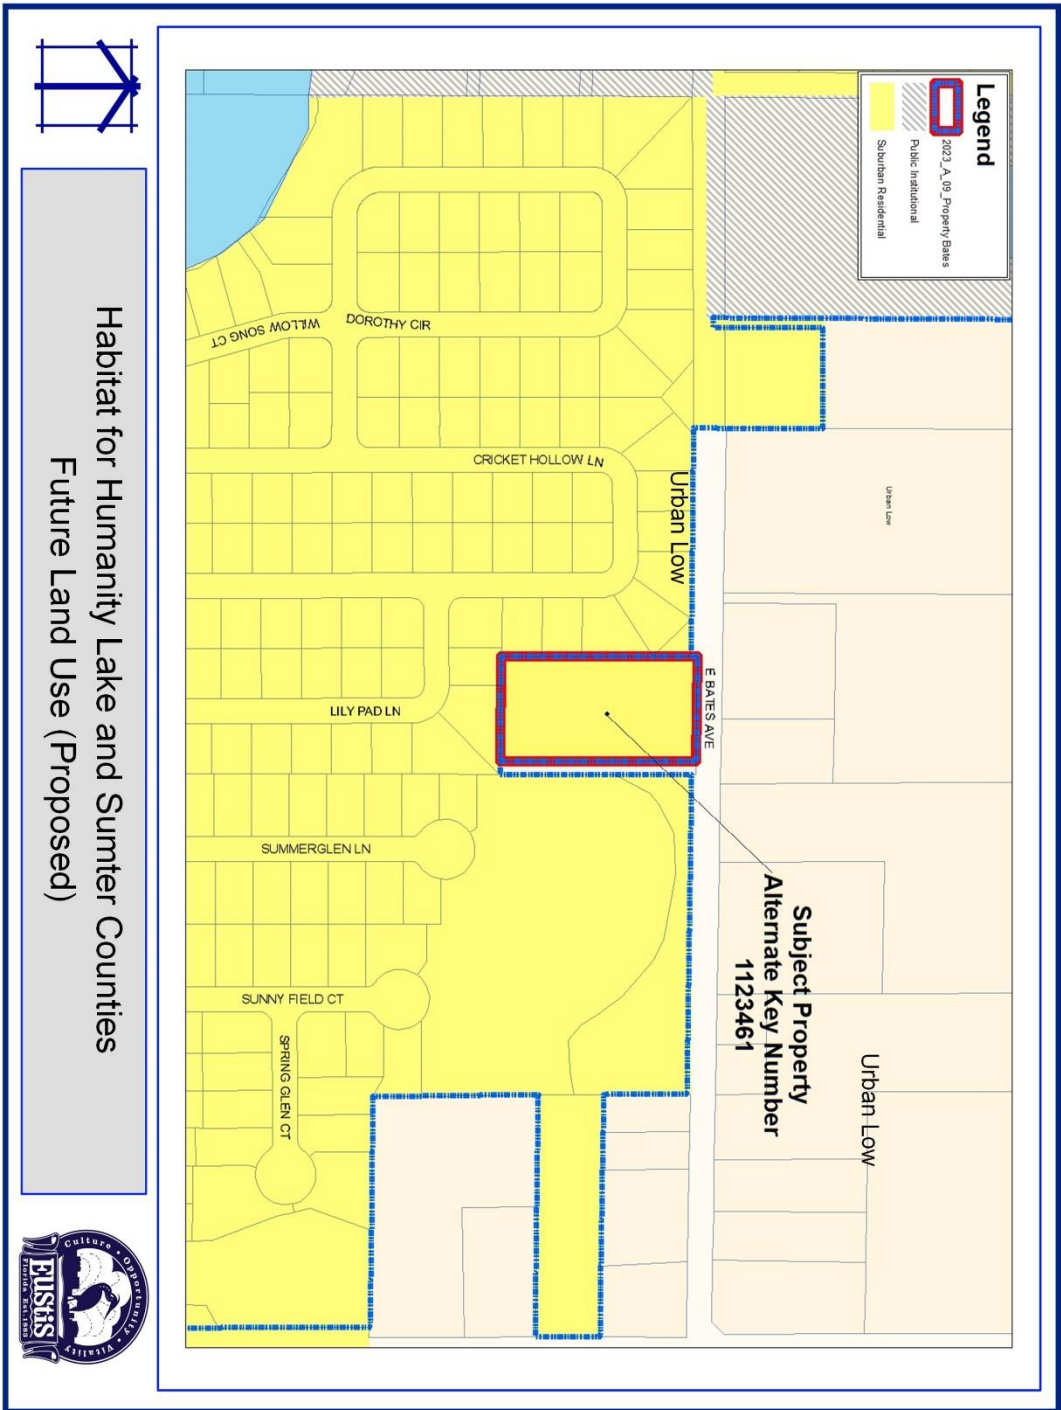 Legend
2023_A_09_Property Bates
Public Institutional
Suburban Residential
Urban Low
Urban Low
Urban Low
E BATES AVE
Subject Property
Alternate Key Number
1123461
DOROTHY CIR
WILLOW SONG CT
CRICKET HOLLOW LN
LILY PAD LN
SUMMERGLEN LN
SUNNY FIELD CT
SPRING GLEN CT
Habitat for Humanity Lake and Sumter Counties
Future Land Use (Proposed)
Culture • Opportunity • Vitality
EUSTIS
Florida Est.1883